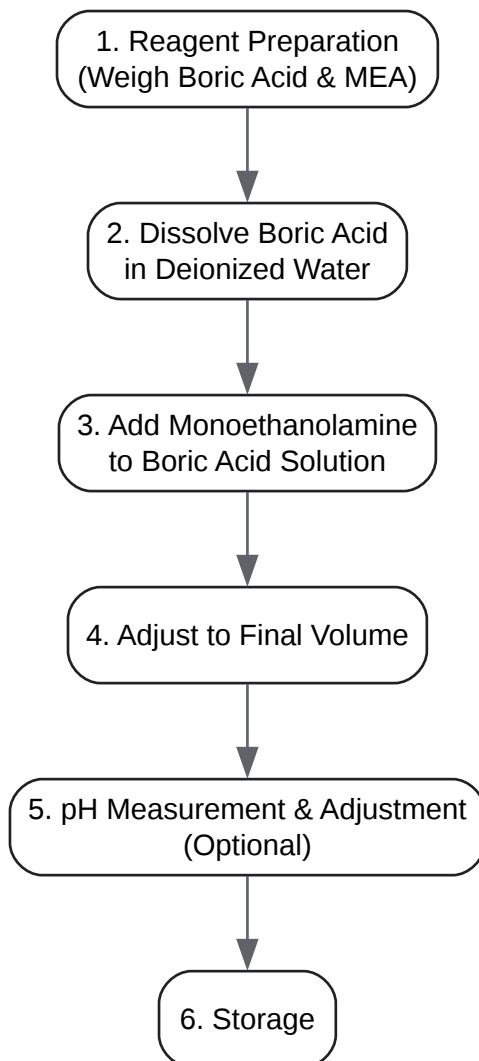 1. Reagent Preparation
(Weigh Boric Acid & MEA)
2. Dissolve Boric Acid
in Deionized Water
3. Add Monoethanolamine
to Boric Acid Solution
4. Adjust to Final Volume
5. pH Measurement & Adjustment
(Optional)
6. Storage